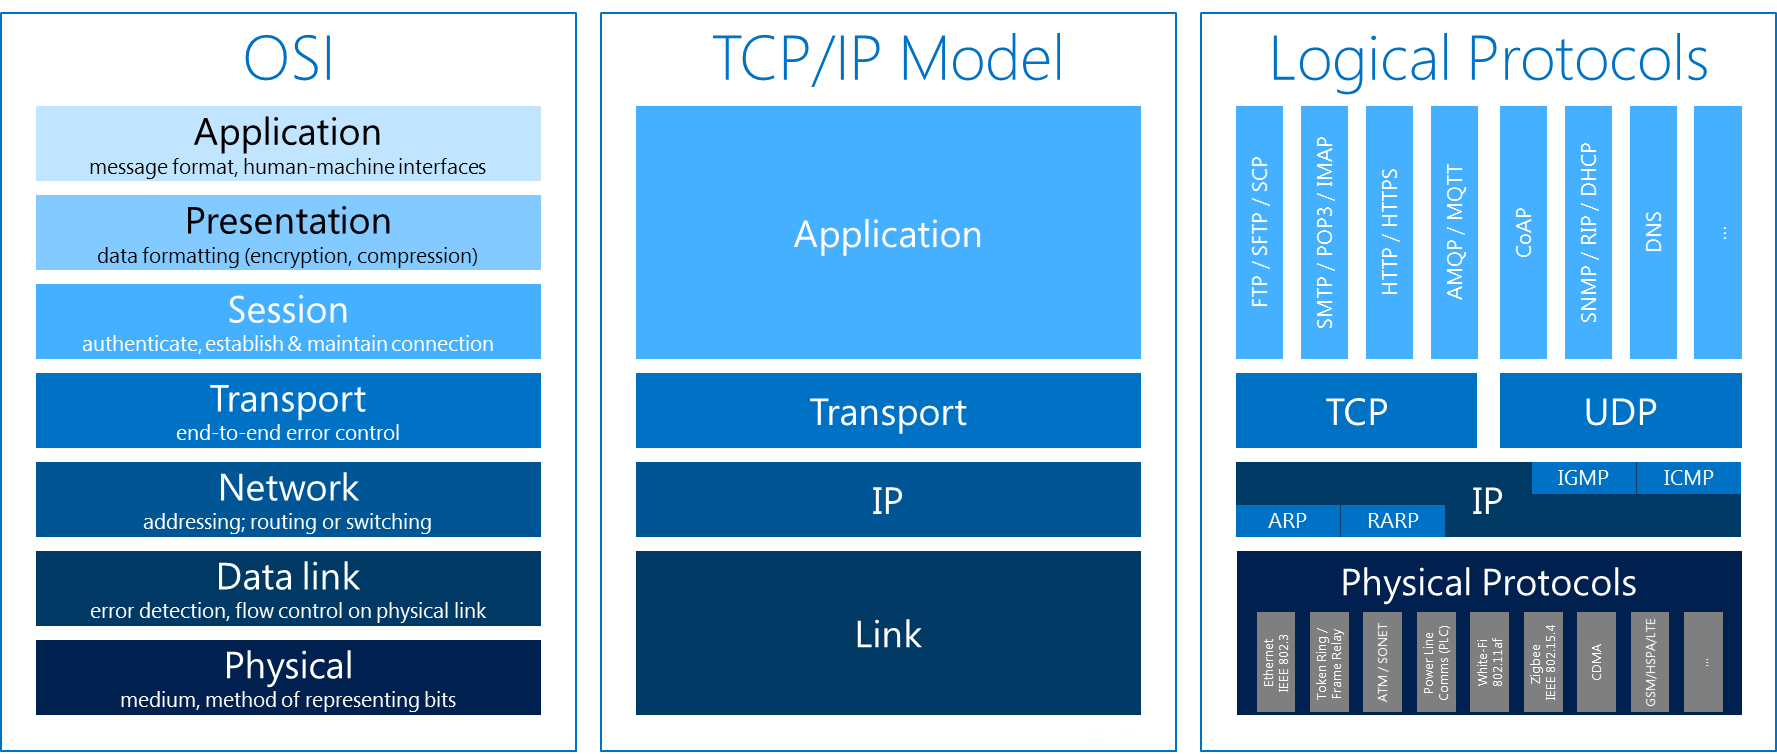 OSI
Application
message format, human-machine interfaces
Presentation
data formatting (encryption, compression)
Session
authenticate, establish & maintain connection
Transport
end-to-end error control
Network
addressing; routing or switching
Data link
error detection, flow control on physical link
Physical
medium, method of representing bits
TCP/IP Model
Application
Transport
IP
Link
Logical Protocols
FTP / SFTP / SCP
SMTP / POP3 / IMAP
HTTP / HTTPS
AMQP / MQTT
CoAP
SNMP / RIP / DHCP
DNS
...
TCP
UDP
IP
IGMP
ICMP
ARP
RARP
Physical Protocols
Ethernet
IEEE 802.3
Token Ring /
Frame Relay
ATM / SONET
Power Line
Comms (PLC)
White-Fi
802.11af
Zigbee
IEEE 802.15.4
CDMA
GSM/HSPA/LTE
...